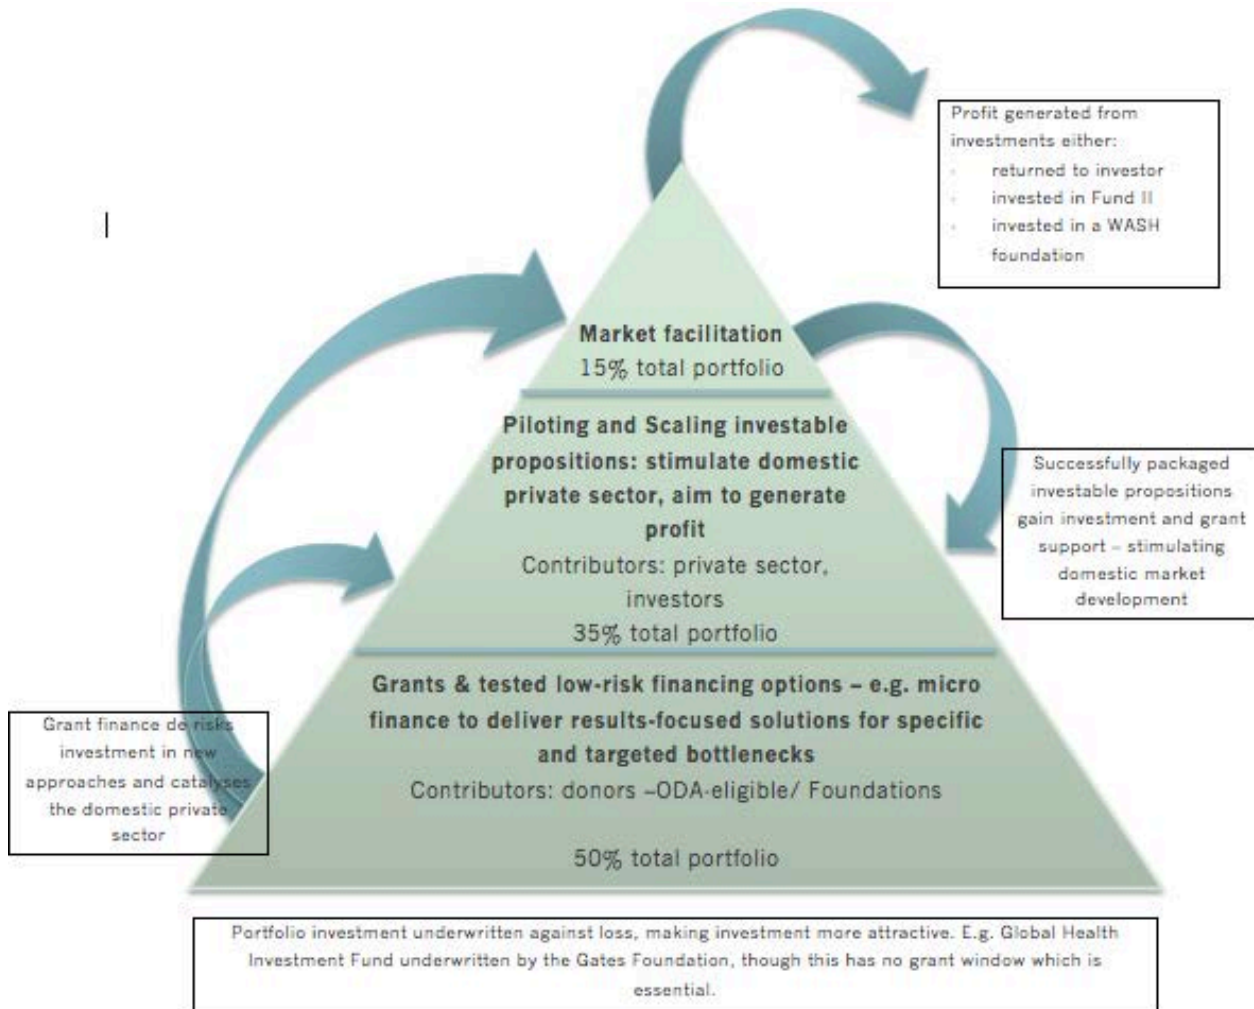 Profit generated from
investments either:
· returned to investor
· invested in Fund II
· invested in a WASH
foundation
Market facilitation
15% total portfolio
Piloting and Scaling investable
propositions: stimulate domestic
private sector, aim to generate
profit
Contributors: private sector,
investors
35% total portfolio
Successfully packaged
investable propositions
gain investment and grant
support – stimulating
domestic market
development
Grants & tested low-risk financing options – e.g. micro
finance to deliver results-focused solutions for specific
and targeted bottlenecks
Contributors: donors –ODA-eligible/ Foundations
50% total portfolio
Grant finance de risks
investment in new
approaches and catalyses
the domestic private
sector
Portfolio investment underwritten against loss, making investment more attractive. E.g. Global Health
Investment Fund underwritten by the Gates Foundation, though this has no grant window which is
essential.